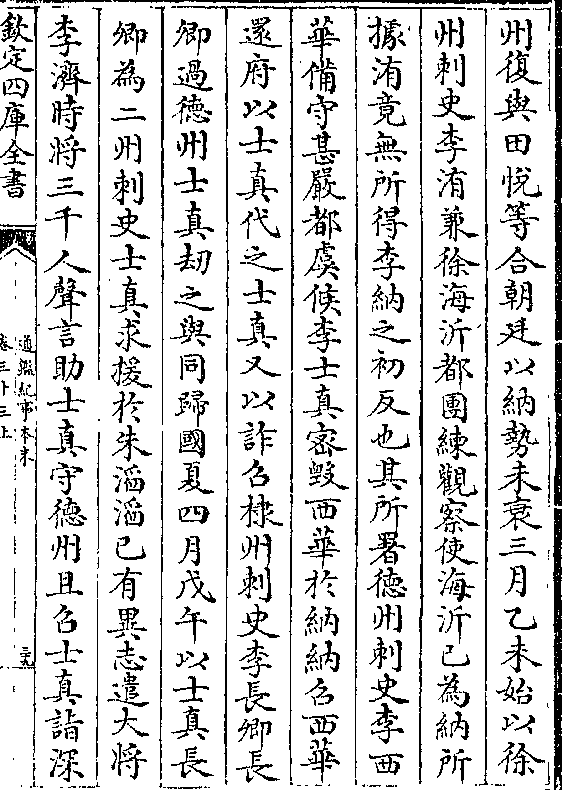 州復與田悅等合朝廷以納勢未衰三月乙未始以徐
州刺史李洧兼徐海沂都團練觀察使海沂已為納所
據洧竟無所得李納之初反也其所署德州刺史李西
華備守甚嚴都虞候李士真密毀西華於納納召西華
還府以士真代之士真又以詐召棣州刺史李長卿長
卿過德州士真劫之與同歸國夏四月戊午以士真長
卿為二州刺史士真求援於朱滔滔已有異志遣大將
李濟時將三千人聲言助士真守德州且召士真詣深
欽定四庫全書
通鑑紀事本末
卷三十三上
三九